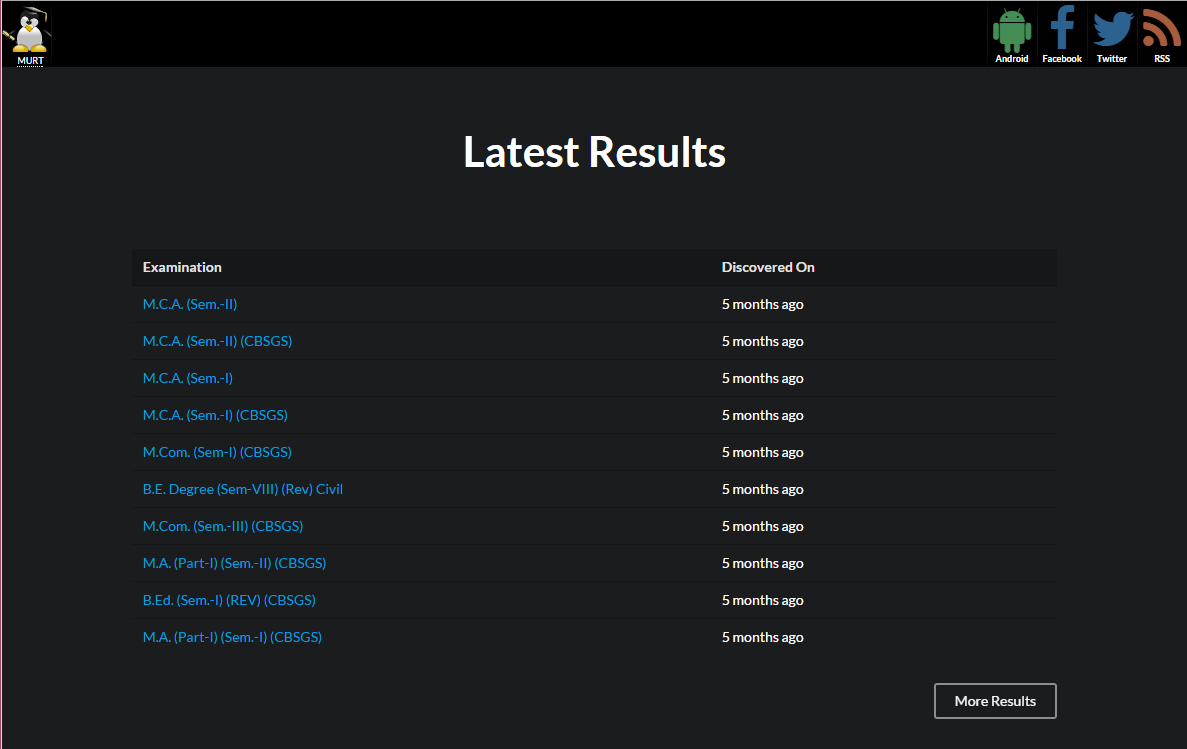 MURT
Android Facebook Twitter RSS
Latest Results
Examination Discovered On
M.C.A. (Sem.-II) 5 months ago
M.C.A. (Sem.-II) (CBSGS) 5 months ago
M.C.A. (Sem.-I) 5 months ago
M.C.A. (Sem.-I) (CBSGS) 5 months ago
M.Com. (Sem-I) (CBSGS) 5 months ago
B.E. Degree (Sem-VIII) (Rev) Civil 5 months ago
M.Com. (Sem.-III) (CBSGS) 5 months ago
M.A. (Part-I) (Sem.-II) (CBSGS) 5 months ago
B.Ed. (Sem.-I) (REV) (CBSGS) 5 months ago
M.A. (Part-I) (Sem.-I) (CBSGS) 5 months ago
More Results